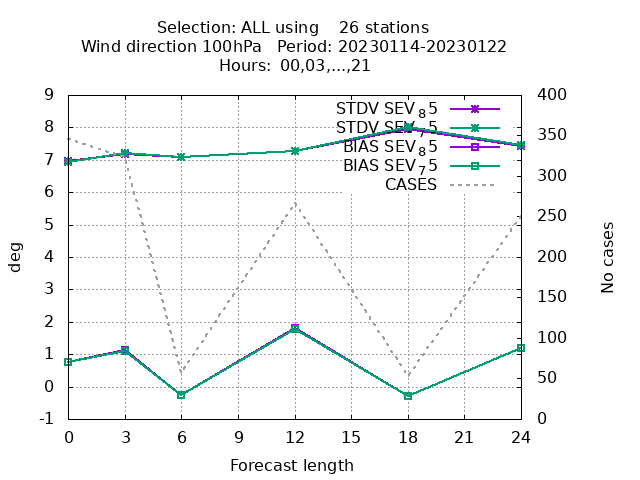 Selection: ALL using 26 stations
Wind direction 100hPa Period: 20230114-20230122
Hours: 00,03,...,21
STDV SEV_8 5
STDV SEV_7 5
BIAS SEV_8 5
BIAS SEV_7 5
CASES
9
8
7
6
5
4
3
2
1
0
-1
deg
400
350
300
250
200
150
100
50
0
No cases
0 3 6 9 12 15 18 21 24
Forecast length